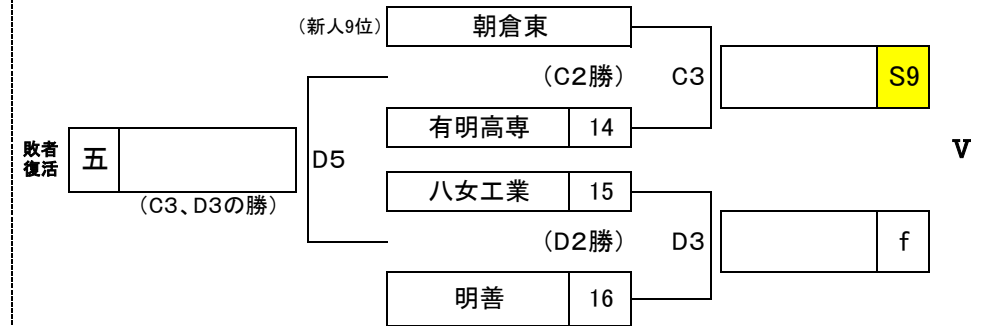 (新人9位) 朝倉東
(C2勝) C3 S9
有明高専 14
敗者
復活
五 D5 V
八女工業 15
(C3、D3の勝)
(D2勝) D3 f
明善 16